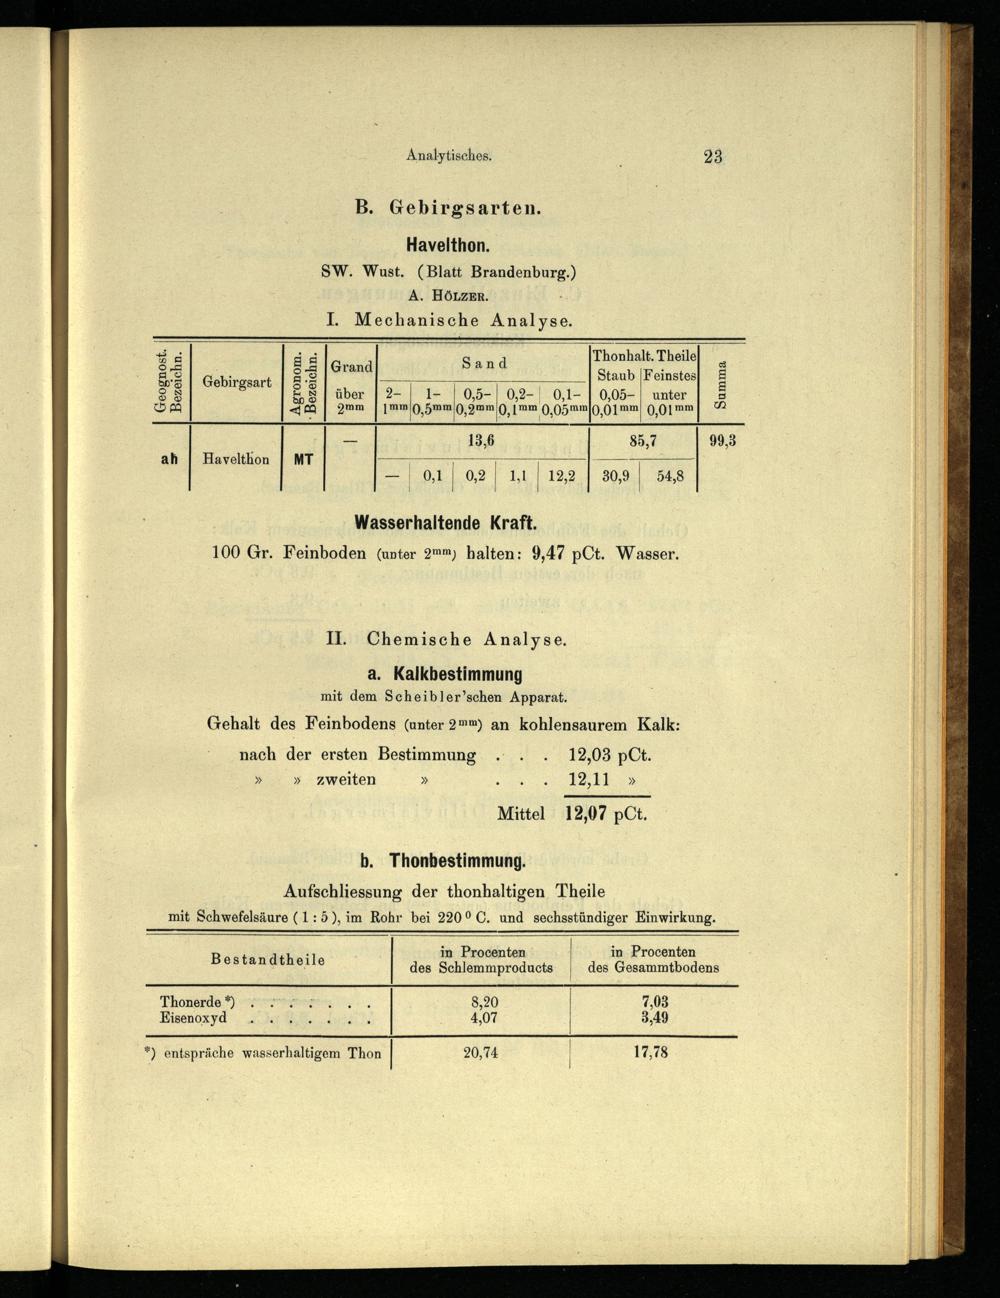 Analytisches. 23
B. Gebirgsarten.
Havelthon.
SW. Wust. (Blatt Brandenburg.)
A. HÖLZER.
I. Mechanische Analyse.
Geognost. Bezeichn. Gebirgsart Agronom. Bezeichn. Grand über 2mm Sand Thonhalt. Theile Summa
Staub Feinstes
2– 1– 0,5– 0,2– 0,1– 0,05– unter
1mm 0,5mm 0,2mm 0,1mm 0,05mm 0,01mm 0,01mm
— 13,6 85,7 99,3
ah Havelthon MT
— 0,1 0,2 1,1 12,2 30,9 54,8
Wasserhaltende Kraft.
100 Gr. Feinboden (unter 2mm) halten: 9,47 pCt. Wasser.
II. Chemische Analyse.
a. Kalkbestimmung
mit dem Scheibler'schen Apparat.
Gehalt des Feinbodens (unter 2mm) an kohlensaurem Kalk:
nach der ersten Bestimmung . . . 12,03 pCt.
» » zweiten » . . . 12,11 »
Mittel 12,07 pCt.
b. Thonbestimmung.
Aufschliessung der thonhaltigen Theile
mit Schwefelsäure (1:5), im Rohr bei 220° C. und sechsstündiger Einwirkung.
Bestandtheile in Procenten des Schlemmproducts in Procenten des Gesammtbodens
Thonerde *) . . . . . . . 8,20 7,03
Eisenoxyd . . . . . . . 4,07 3,49
*) entspräche wasserhaltigem Thon 20,74 17,78